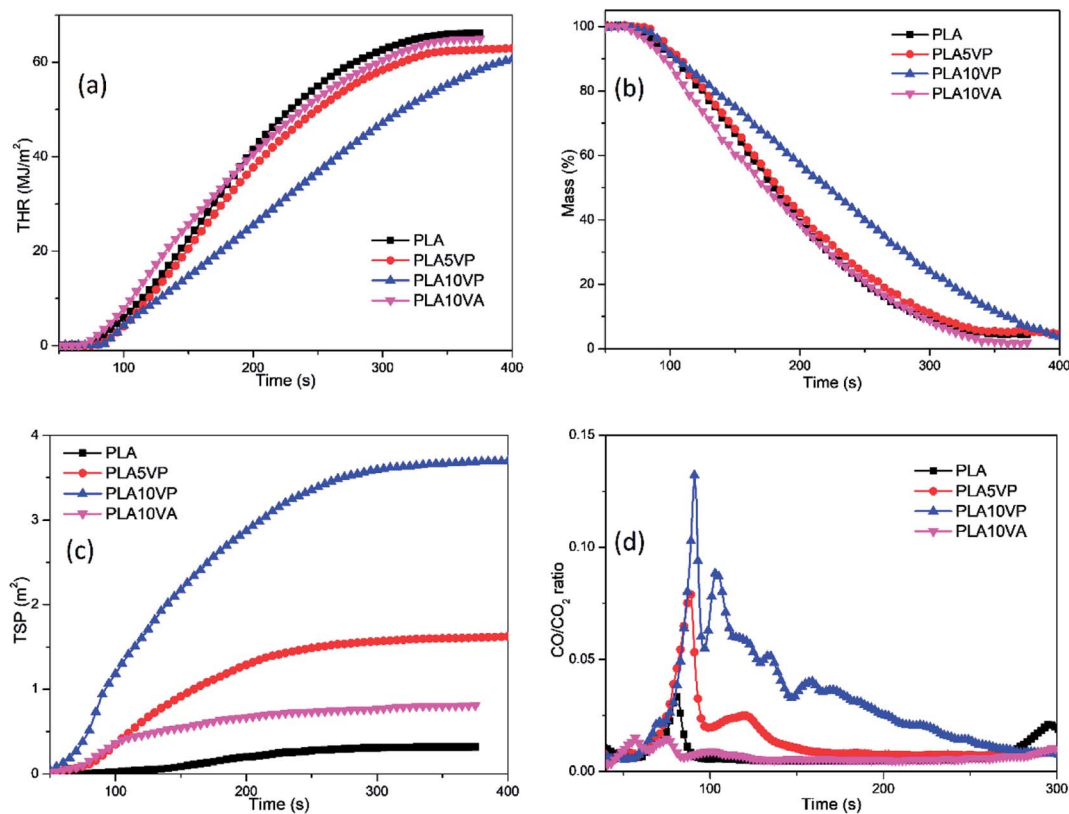 (a)
THR (MJ/m²)
60
40
20
0
PLA
PLA5VP
PLA10VP
PLA10VA
100
200
300
400
Time (s)
(b)
Mass (%)
100
80
60
40
20
0
PLA
PLA5VP
PLA10VP
PLA10VA
100
200
300
400
Time (s)
(c)
TSP (m²)
4
3
2
1
0
PLA
PLA5VP
PLA10VP
PLA10VA
100
200
300
400
Time (s)
(d)
CO/CO₂ ratio
0.15
0.10
0.05
0.00
PLA
PLA5VP
PLA10VP
PLA10VA
100
200
300
Time (s)